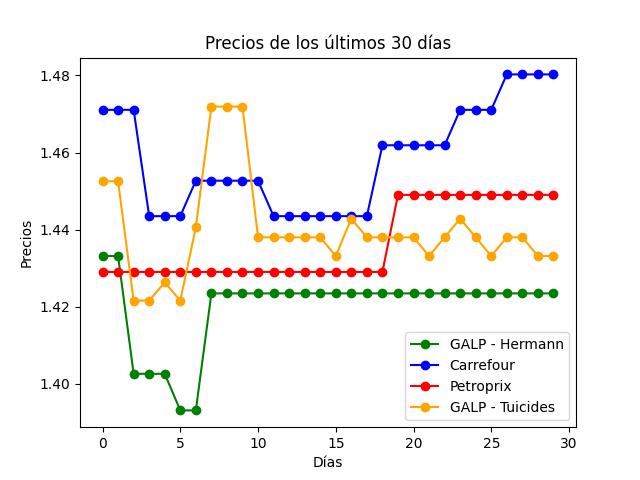 Precios de los últimos 30 días
Precios
1.48
1.46
1.44
1.42
1.40
GALP - Hermann
Carrefour
Petroprix
GALP - Tuicides
0 5 10 15 20 25 30
Días